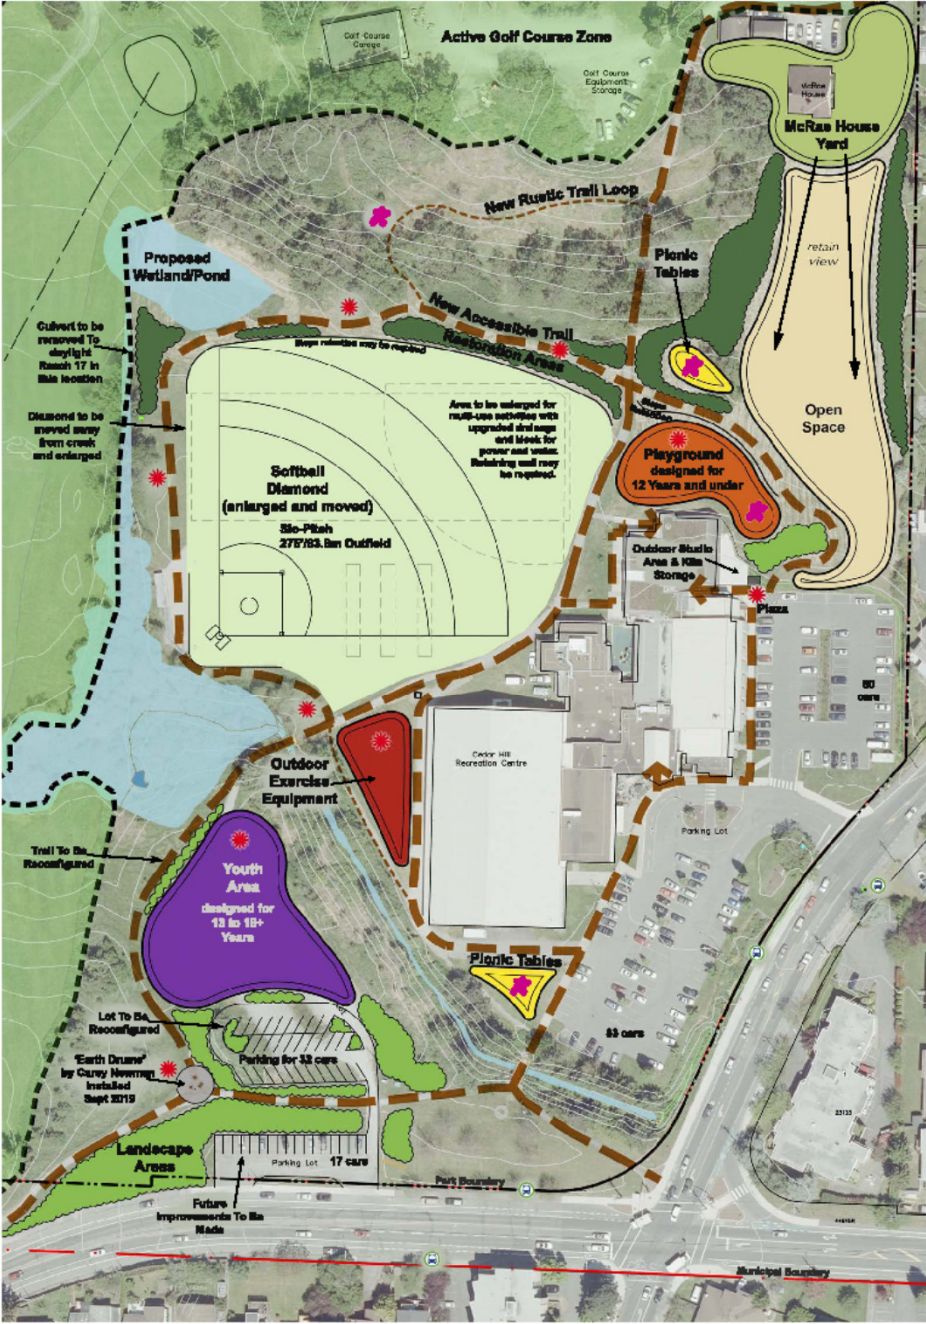 Golf Course
Garage
Active Golf Course Zone
Golf Course
Equipment
Storage
McRae
House
McRae House
Yard
New Rustic Trail Loop
retain
view
Proposed
Wetland/Pond
Picnic
Tables
Culvert to be
removed To
daylight
Reach 17 in
this location
New Accessible Trail
Restoration Areas
Slope retention may be required
Diamond to be
moved away
from creek
and enlarged
Area to be enlarged for
multi-use activities with
upgraded drainage
and kiosk for
power and water.
Retaining wall may
be required.
Open
Space
Playground
designed for
12 Years and under
Softball
Diamond
(enlarged and moved)
Slo-Pitch
275'/83.8m Outfield
Outdoor Studio
Area & Kiln
Storage
Plaza
80
cars
Cedar Hill
Recreation Centre
Outdoor
Exercise
Equipment
Parking Lot
Trail To Be
Reconfigured
Youth
Area
designed for
13 to 18+
Years
Picnic Tables
Lot To Be
Reconfigured
83 cars
Parking for 32 cars
"Earth Drums"
by Carey Newman
Installed
Sept 2019
Landscape
Areas
Parking Lot
17 cars
Park Boundary
Future
Improvements To Be
Made
Municipal Boundary